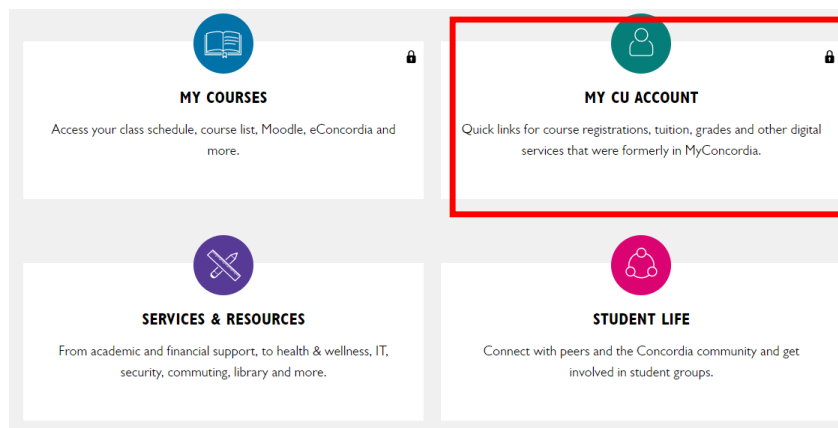 MY COURSES
Access your class schedule, course list, Moodle, eConcordia and
more.
MY CU ACCOUNT
Quick links for course registrations, tuition, grades and other digital
services that were formerly in MyConcordia.
SERVICES & RESOURCES
From academic and financial support, to health & wellness, IT,
security, commuting, library and more.
STUDENT LIFE
Connect with peers and the Concordia community and get
involved in student groups.